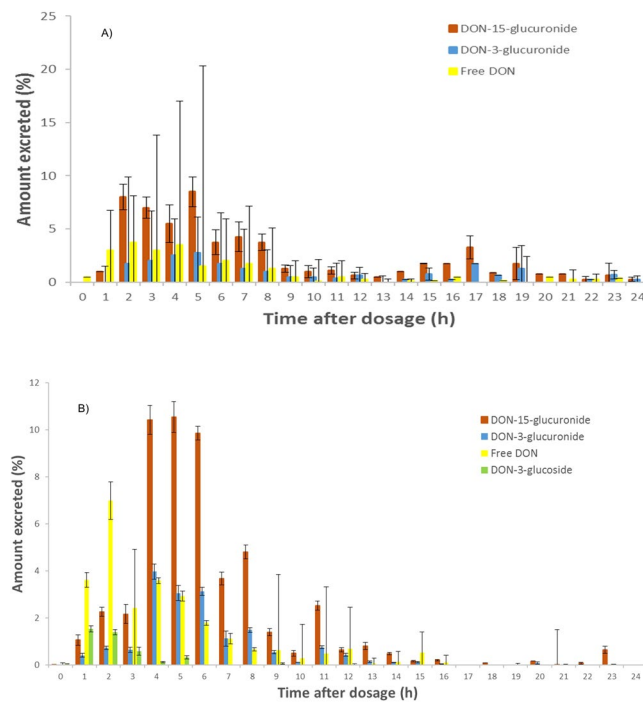 A)
DON-15-glucuronide
DON-3-glucuronide
Free DON
Amount excreted (%)
25
20
15
10
5
0
0 1 2 3 4 5 6 7 8 9 10 11 12 13 14 15 16 17 18 19 20 21 22 23 24
Time after dosage (h)
B)
DON-15-glucuronide
DON-3-glucuronide
Free DON
DON-3-glucoside
Amount excreted (%)
12
10
8
6
4
2
0
0 1 2 3 4 5 6 7 8 9 10 11 12 13 14 15 16 17 18 19 20 21 22 23 24
Time after dosage (h)